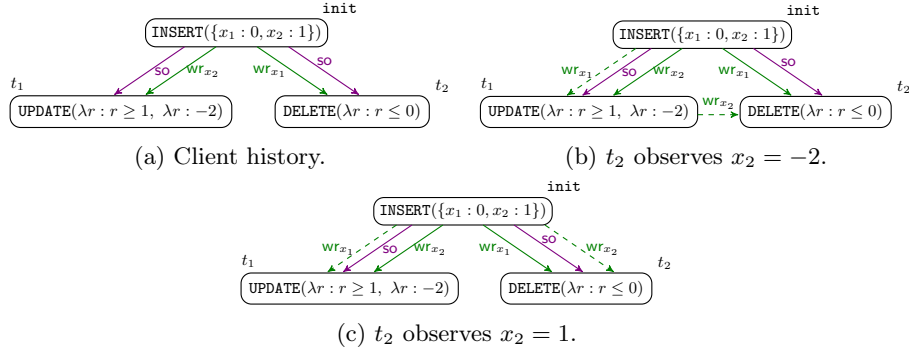 init
INSERT({x₁ : 0, x₂ : 1})
so
wrₓ₂
wrₓ₁
so
t₁
t₂
UPDATE(λr : r ≥ 1, λr : −2)
DELETE(λr : r ≤ 0)
(a) Client history.
init
INSERT({x₁ : 0, x₂ : 1})
wrₓ₁
so
wrₓ₂
wrₓ₁
so
t₁
t₂
UPDATE(λr : r ≥ 1, λr : −2)
wrₓ₂
DELETE(λr : r ≤ 0)
(b) t₂ observes x₂ = −2.
init
INSERT({x₁ : 0, x₂ : 1})
wrₓ₁
so
wrₓ₂
wrₓ₁
so
wrₓ₂
t₁
t₂
UPDATE(λr : r ≥ 1, λr : −2)
DELETE(λr : r ≤ 0)
(c) t₂ observes x₂ = 1.